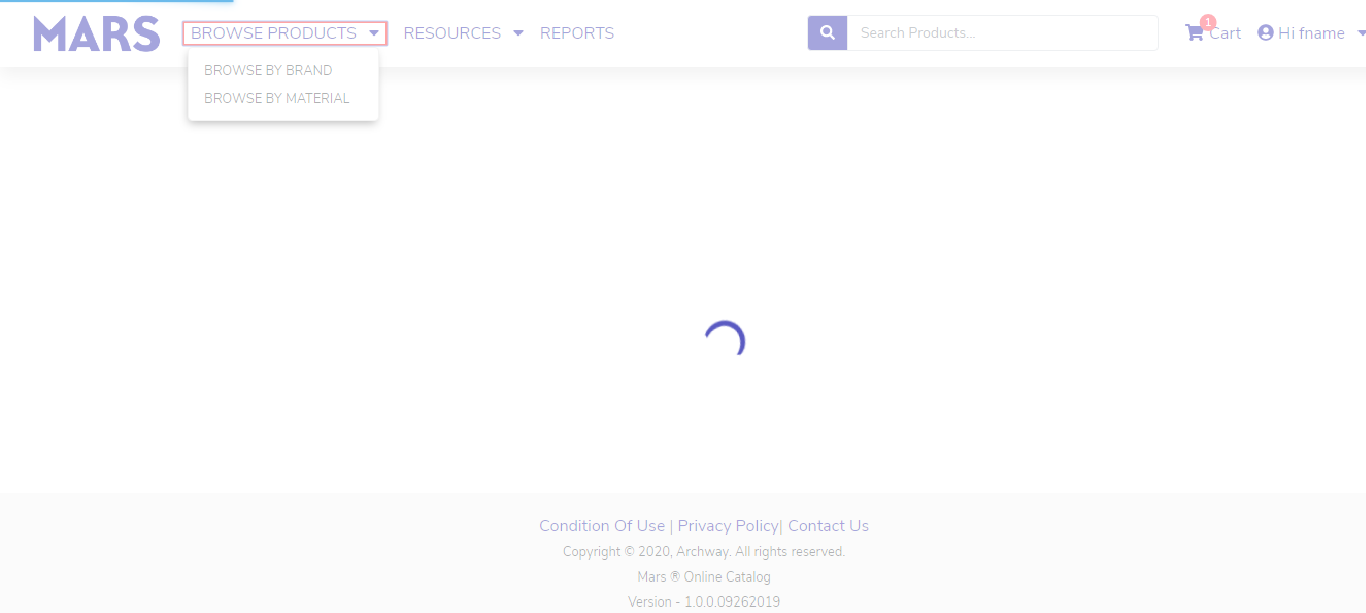 MARS BROWSE PRODUCTS RESOURCES REPORTS Search Products... 1 Cart Hi fname
BROWSE BY BRAND
BROWSE BY MATERIAL
Condition Of Use | Privacy Policy| Contact Us
Copyright © 2020, Archway. All rights reserved.
Mars ® Online Catalog
Version - 1.0.0.09262019